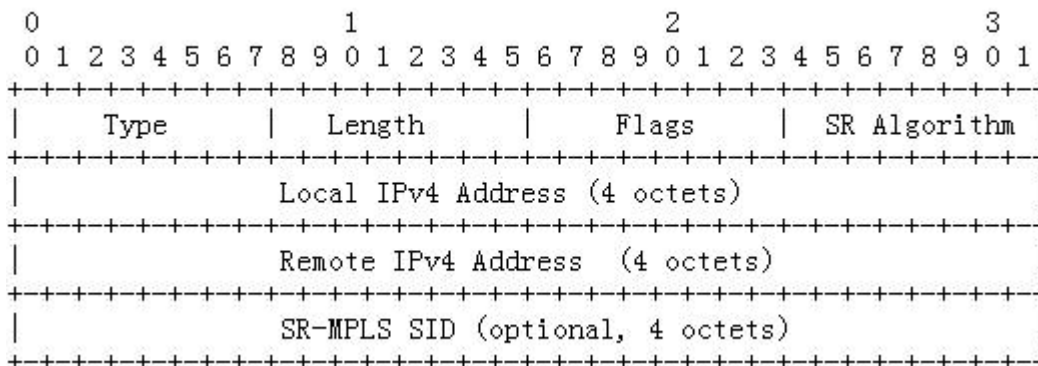 0                   1                   2                   3
0 1 2 3 4 5 6 7 8 9 0 1 2 3 4 5 6 7 8 9 0 1 2 3 4 5 6 7 8 9 0 1
+-+-+-+-+-+-+-+-+-+-+-+-+-+-+-+-+-+-+-+-+-+-+-+-+-+-+-+-+-+-+-+-
| Type | Length | Flags | SR Algorithm
+-+-+-+-+-+-+-+-+-+-+-+-+-+-+-+-+-+-+-+-+-+-+-+-+-+-+-+-+-+-+-+-
| Local IPv4 Address (4 octets)
+-+-+-+-+-+-+-+-+-+-+-+-+-+-+-+-+-+-+-+-+-+-+-+-+-+-+-+-+-+-+-+-
| Remote IPv4 Address (4 octets)
+-+-+-+-+-+-+-+-+-+-+-+-+-+-+-+-+-+-+-+-+-+-+-+-+-+-+-+-+-+-+-+-
| SR-MPLS SID (optional, 4 octets)
+-+-+-+-+-+-+-+-+-+-+-+-+-+-+-+-+-+-+-+-+-+-+-+-+-+-+-+-+-+-+-+-